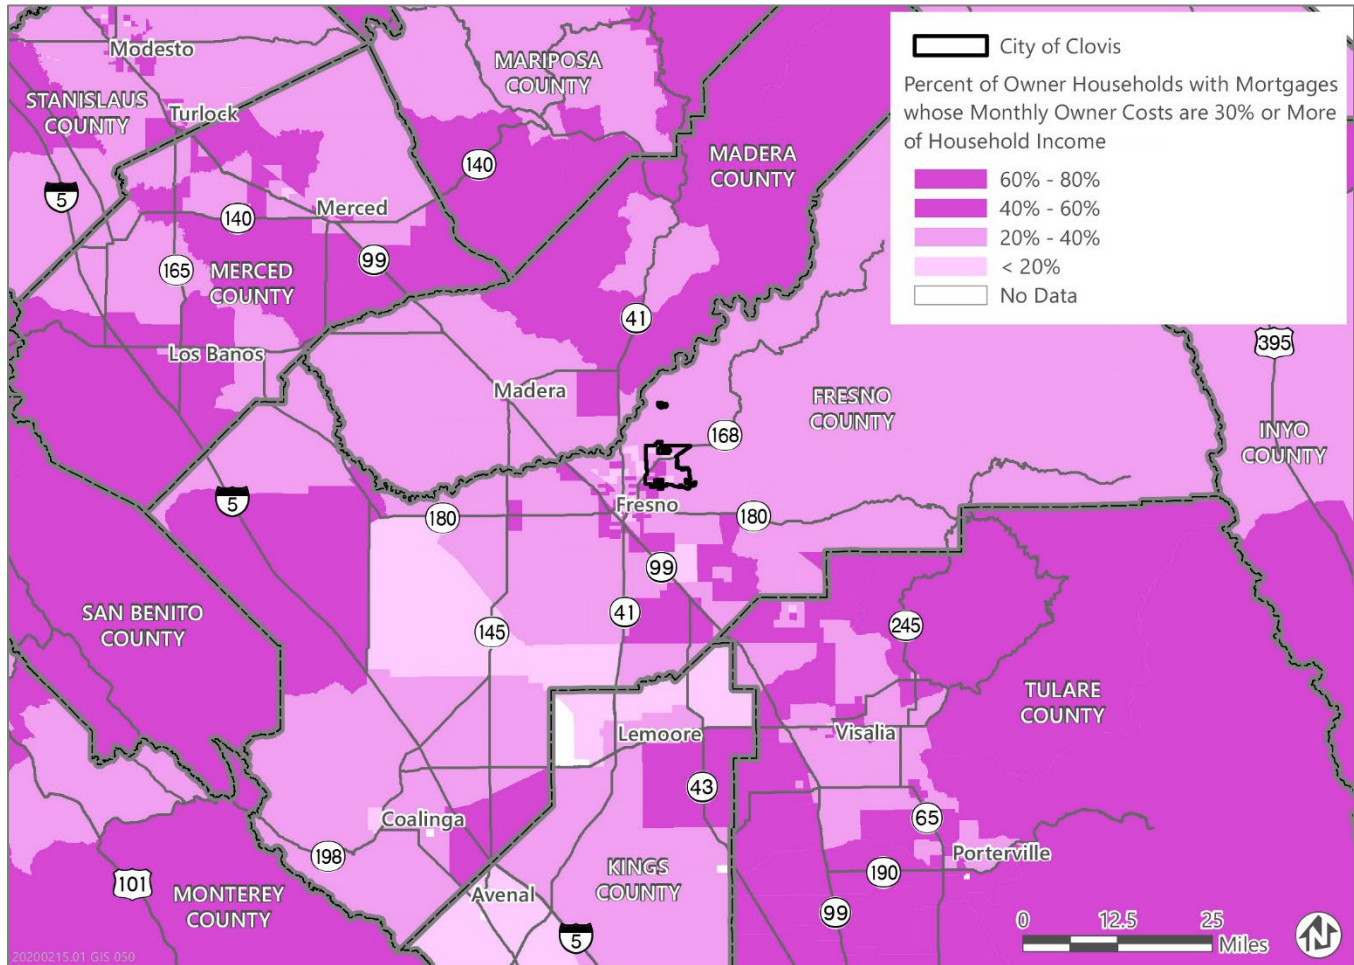 City of Clovis
Percent of Owner Households with Mortgages
whose Monthly Owner Costs are 30% or More
of Household Income
60% - 80%
40% - 60%
20% - 40%
< 20%
No Data
Modesto
STANISLAUS
COUNTY
Turlock
MARIPOSA
COUNTY
MADERA
COUNTY
140
5
140
Merced
99
165
MERCED
COUNTY
41
Los Banos
395
Madera
FRESNO
COUNTY
168
INYO
COUNTY
5
180
Fresno
180
99
SAN BENITO
COUNTY
41
145
245
TULARE
COUNTY
Lemoore
Visalia
43
Coalinga
65
198
Porterville
101
MONTEREY
COUNTY
Avenal
KINGS
COUNTY
190
99
5
0
12.5
25
Miles
N
20200215.01 GIS 050